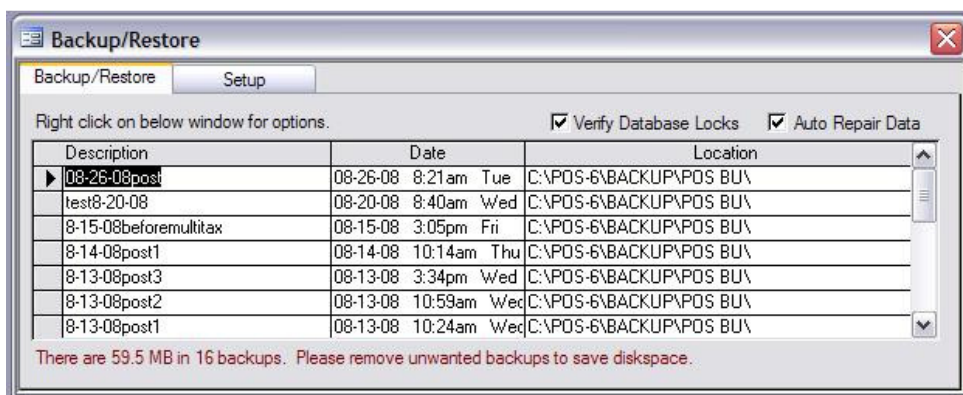 Backup/Restore
Backup/Restore Setup
Right click on below window for options. Verify Database Locks Auto Repair Data
Description Date Location
08-26-08post 08-26-08 8:21am Tue C:\POS-6\BACKUP\POS BU\
test8-20-08 08-20-08 8:40am Wed C:\POS-6\BACKUP\POS BU\
8-15-08beforemultitax 08-15-08 3:05pm Fri C:\POS-6\BACKUP\POS BU\
8-14-08post1 08-14-08 10:14am Thu C:\POS-6\BACKUP\POS BU\
8-13-08post3 08-13-08 3:34pm Wed C:\POS-6\BACKUP\POS BU\
8-13-08post2 08-13-08 10:59am Wed C:\POS-6\BACKUP\POS BU\
8-13-08post1 08-13-08 10:24am Wed C:\POS-6\BACKUP\POS BU\
There are 59.5 MB in 16 backups. Please remove unwanted backups to save diskspace.